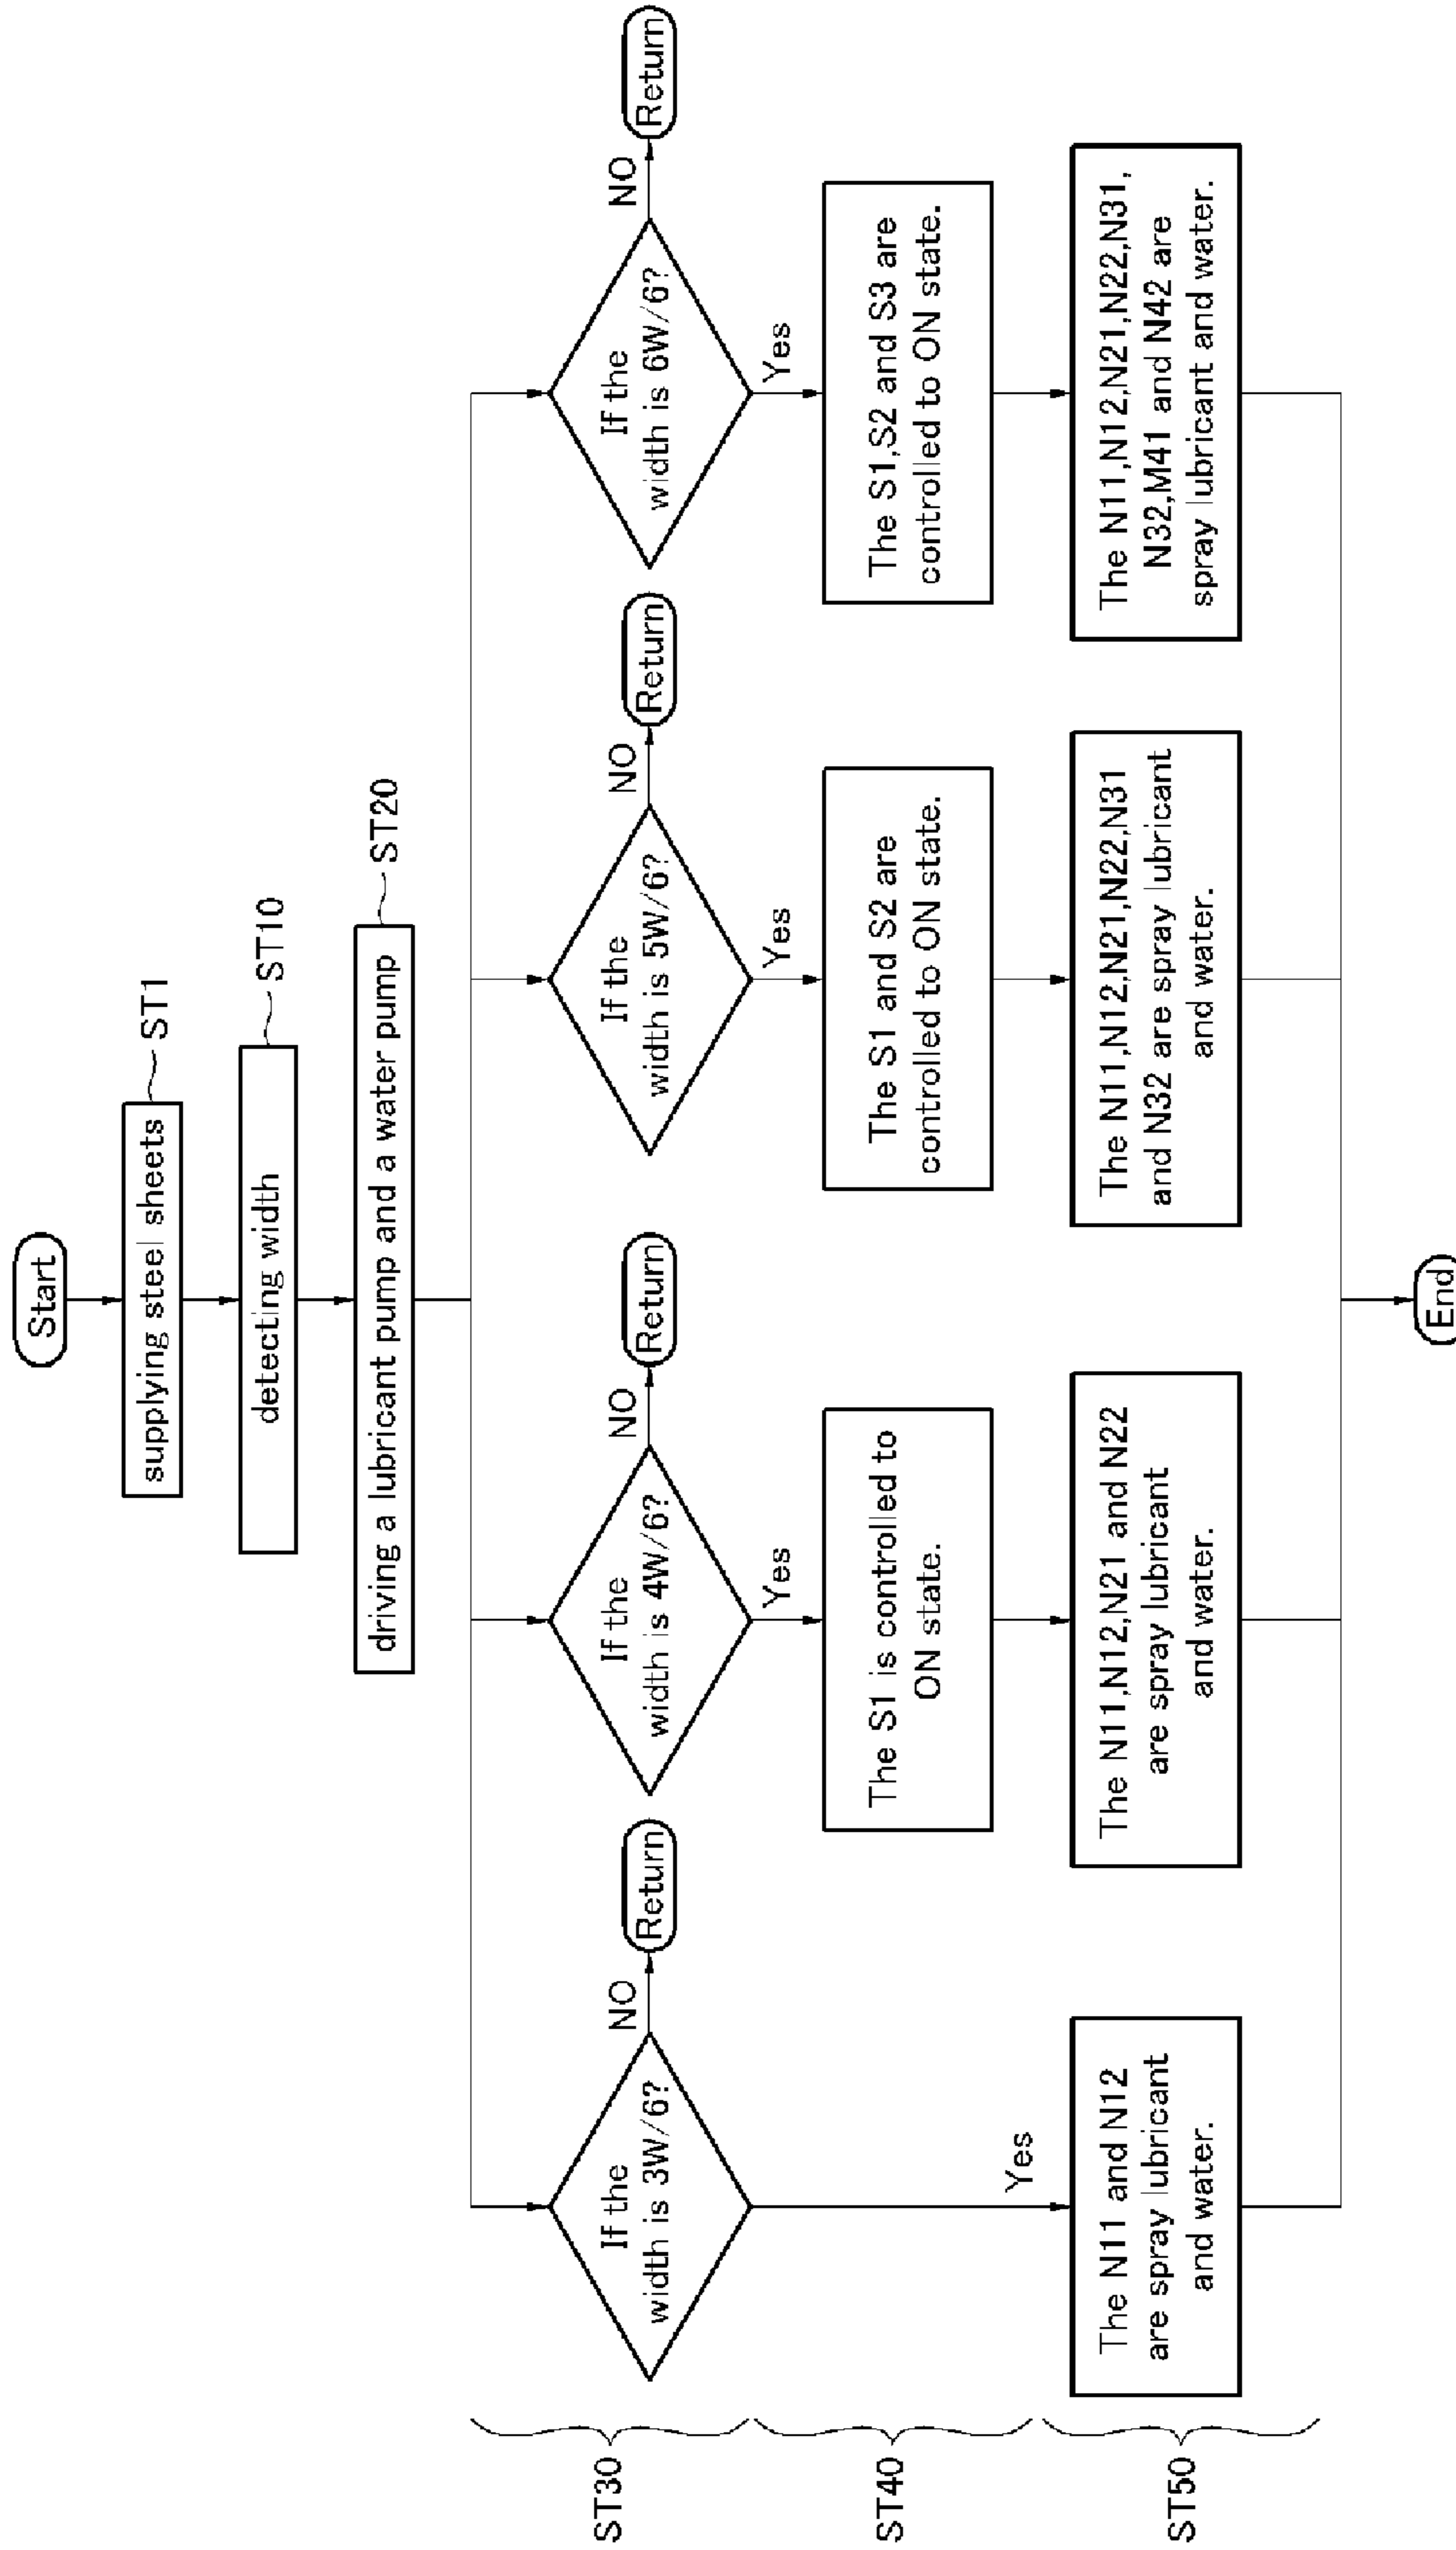 Start
supplying steel sheets
ST1
detecting width
ST10
driving a lubricant pump and a water pump
ST20
ST30
If the
width is 3W/6?
NO
Return
If the
width is 4W/6?
NO
Return
If the
width is 5W/6?
NO
Return
If the
width is 6W/6?
NO
Return
ST40
Yes
Yes
The S1 is controlled to
ON state.
Yes
The S1 and S2 are
controlled to ON state.
Yes
The S1,S2 and S3 are
controlled to ON state.
ST50
The N11 and N12
are spray lubricant
and water.
The N11,N12,N21 and N22
are spray lubricant
and water.
The N11,N12,N21,N22,N31
and N32 are spray lubricant
and water.
The N11,N12,N21,N22,N31,
N32,M41 and N42 are
spray lubricant and water.
End